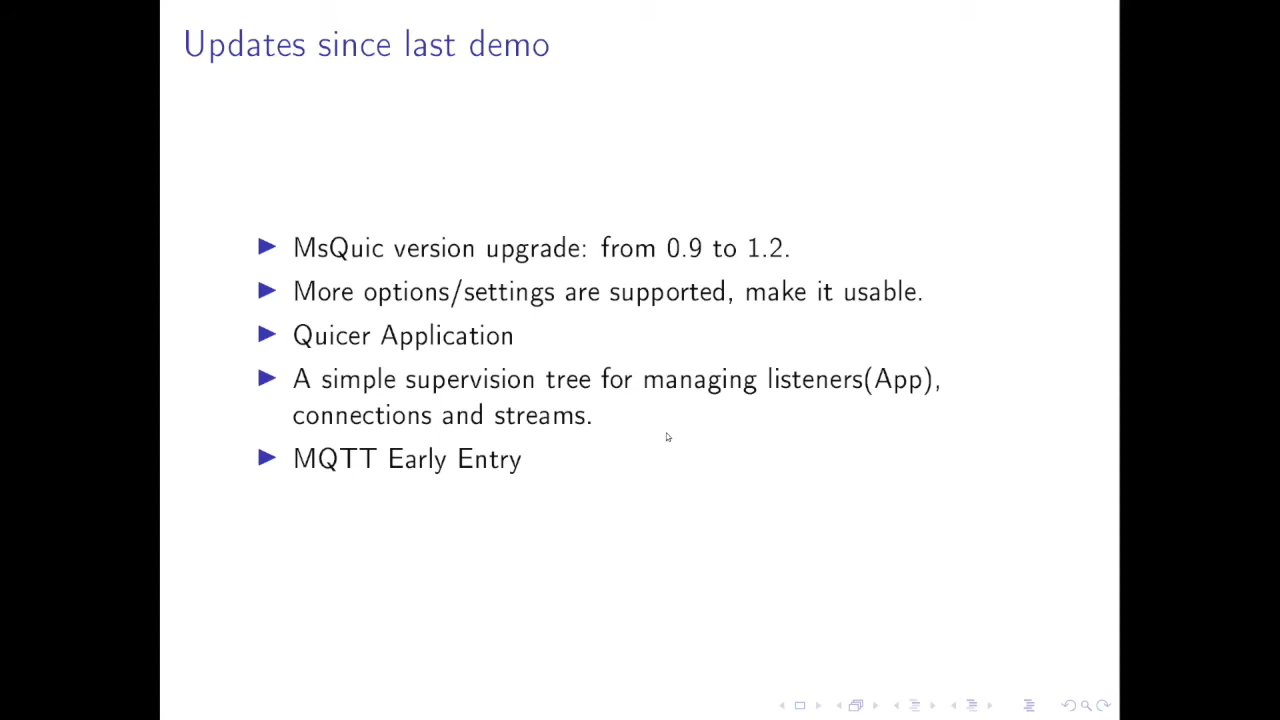 Updates since last demo
MsQuic version upgrade: from 0.9 to 1.2.
More options/settings are supported, make it usable.
Quicer Application
A simple supervision tree for managing listeners(App),
connections and streams.
MQTT Early Entry